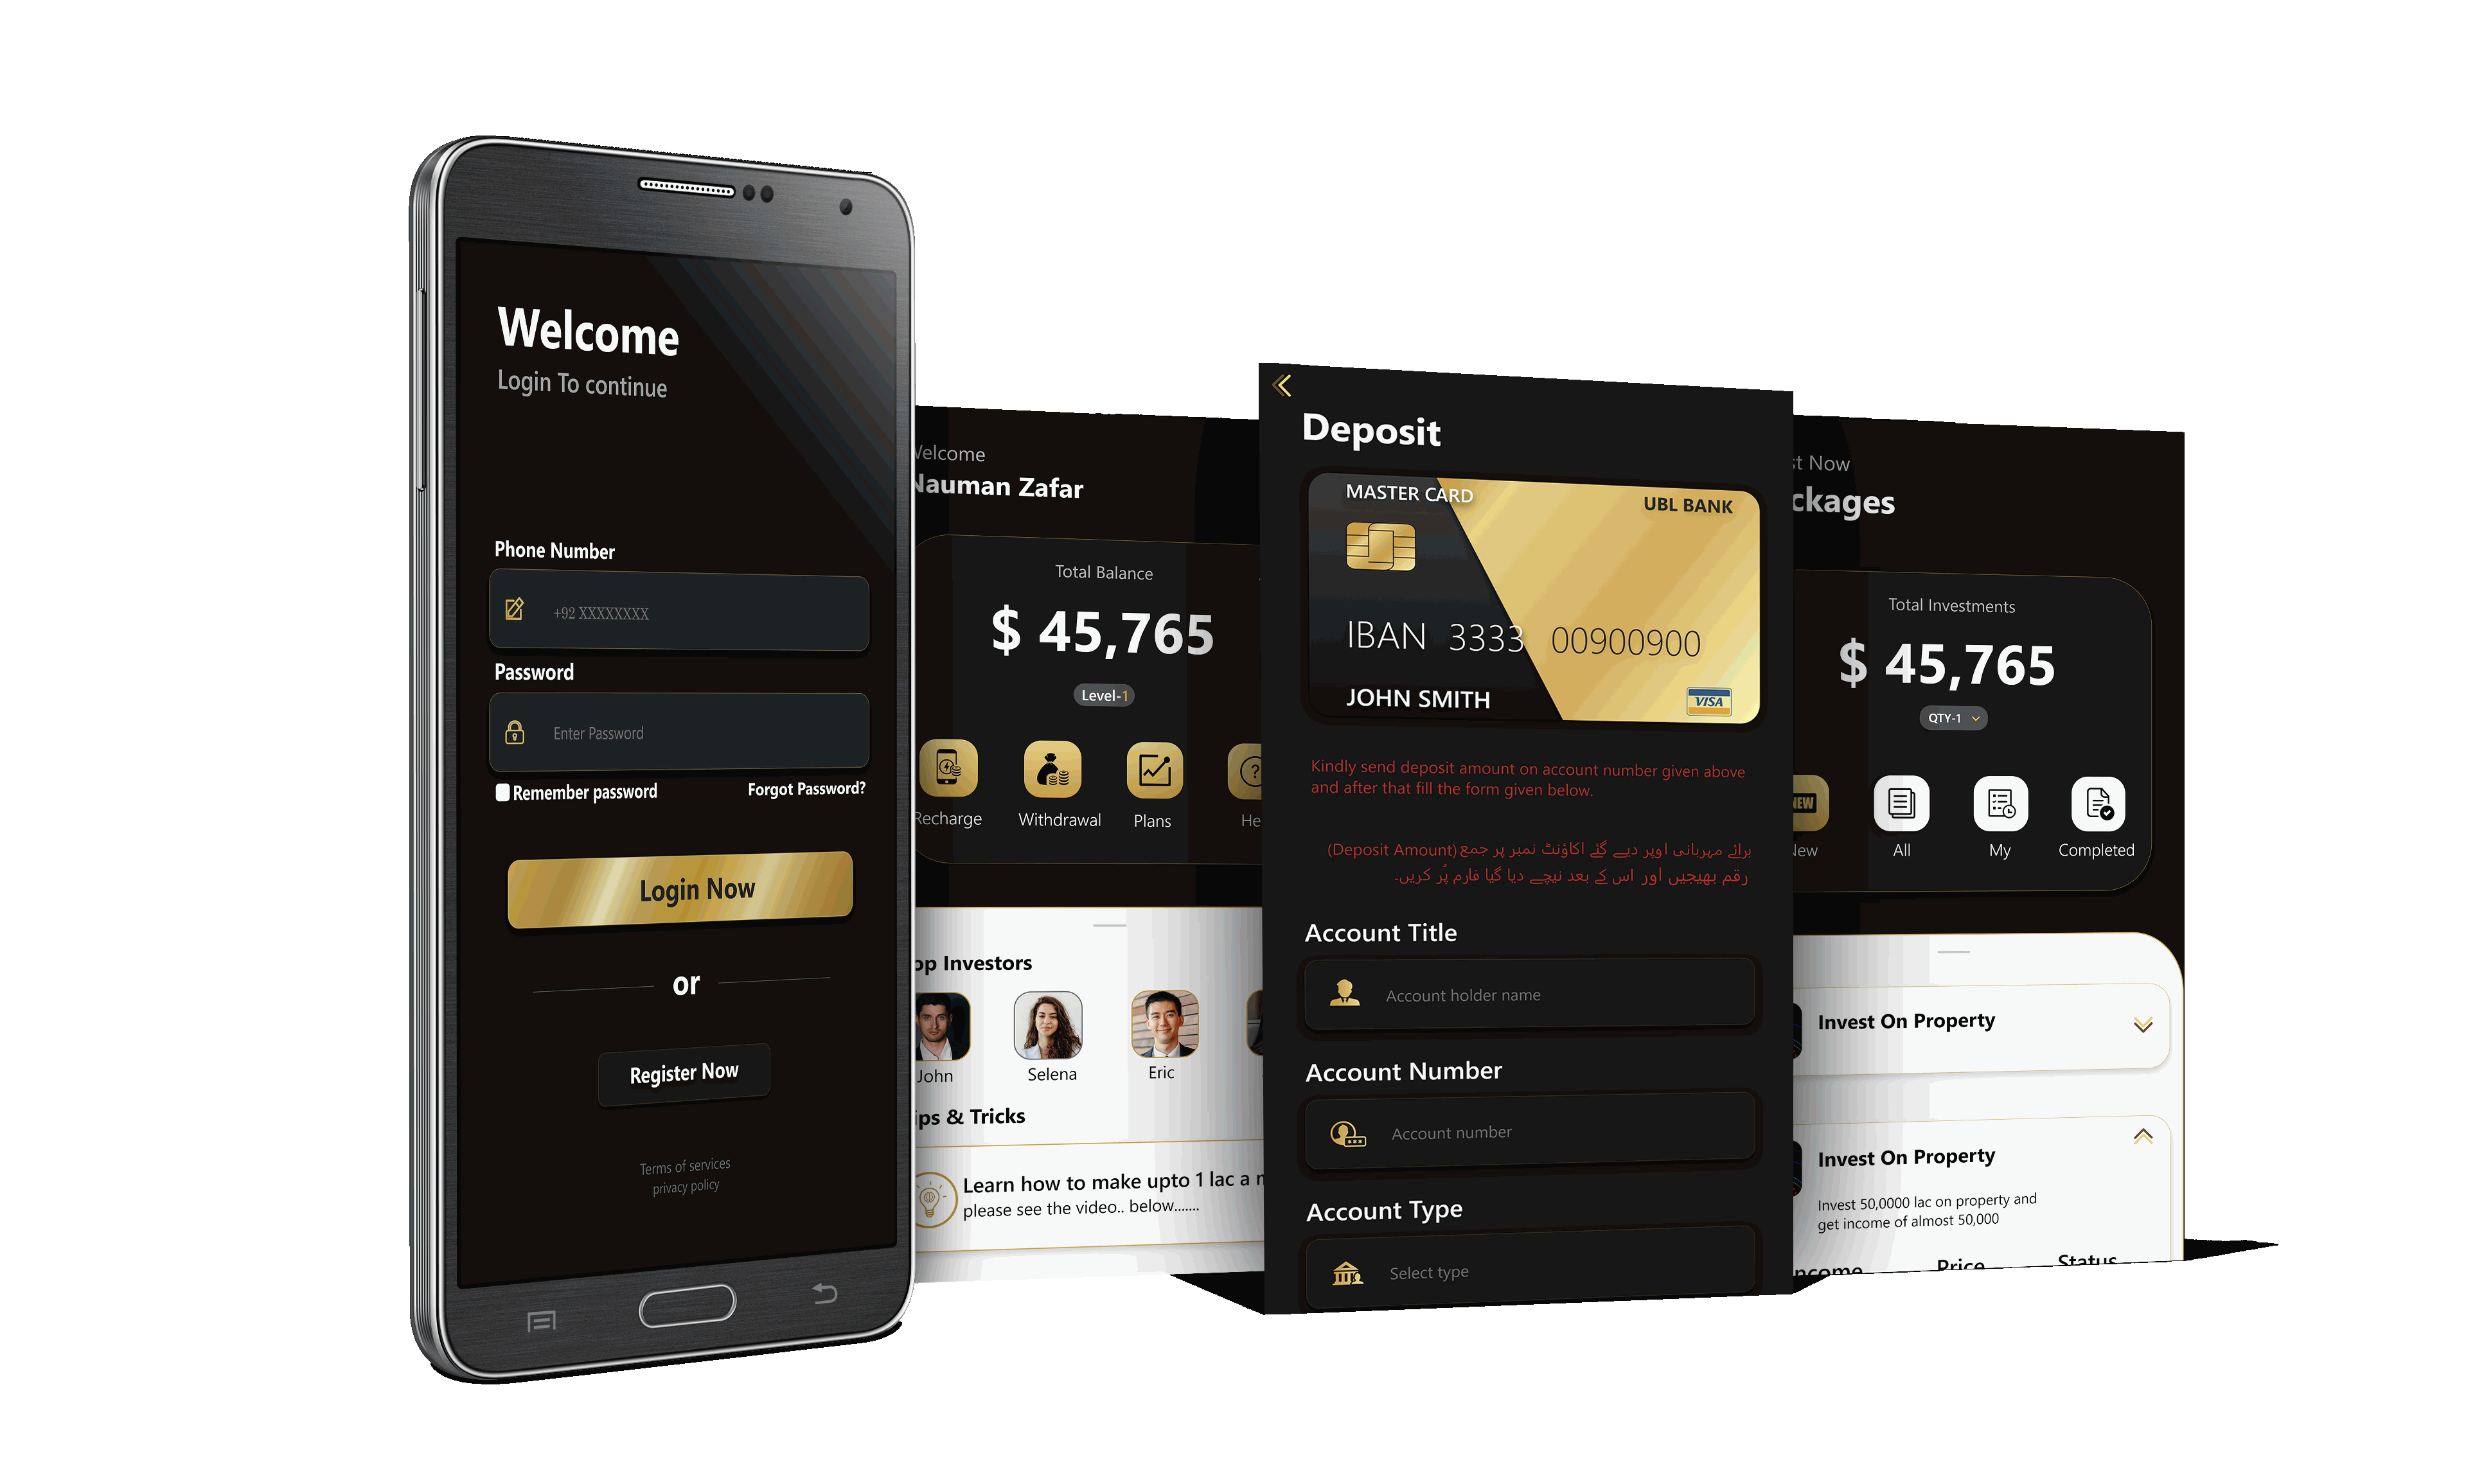 Welcome
Login To continue
Phone Number
+92 XXXXXXXX
Password
Enter Password
Remember password
Forgot Password?
Login Now
or
Register Now
Terms of services
privacy policy
Welcome
Nauman Zafar
Total Balance
$ 45,765
Level-1
Recharge
Withdrawal
Plans
He
op Investors
John
Selena
Eric
ips & Tricks
Learn how to make upto 1 lac a
please see the video.. below.......
Deposit
MASTER CARD
UBL BANK
IBAN 3333 00900900
JOHN SMITH
VISA
Kindly send deposit amount on account number given above
and after that fill the form given below.
برائے مہربانی اوپر دیے گئے اکاؤنٹ نمبر پر جمع (Deposit Amount)
رقم بھیجیں اور اس کے بعد نیچے دیا گیا فارم پُر کریں۔
Account Title
Account holder name
Account Number
Account number
Account Type
Select type
st Now
ckages
Total Investments
$ 45,765
QTY-1
NEW
New
All
My
Completed
Invest On Property
Invest On Property
Invest 50,0000 lac on property and
get income of almost 50,000
ncome
Price
Status